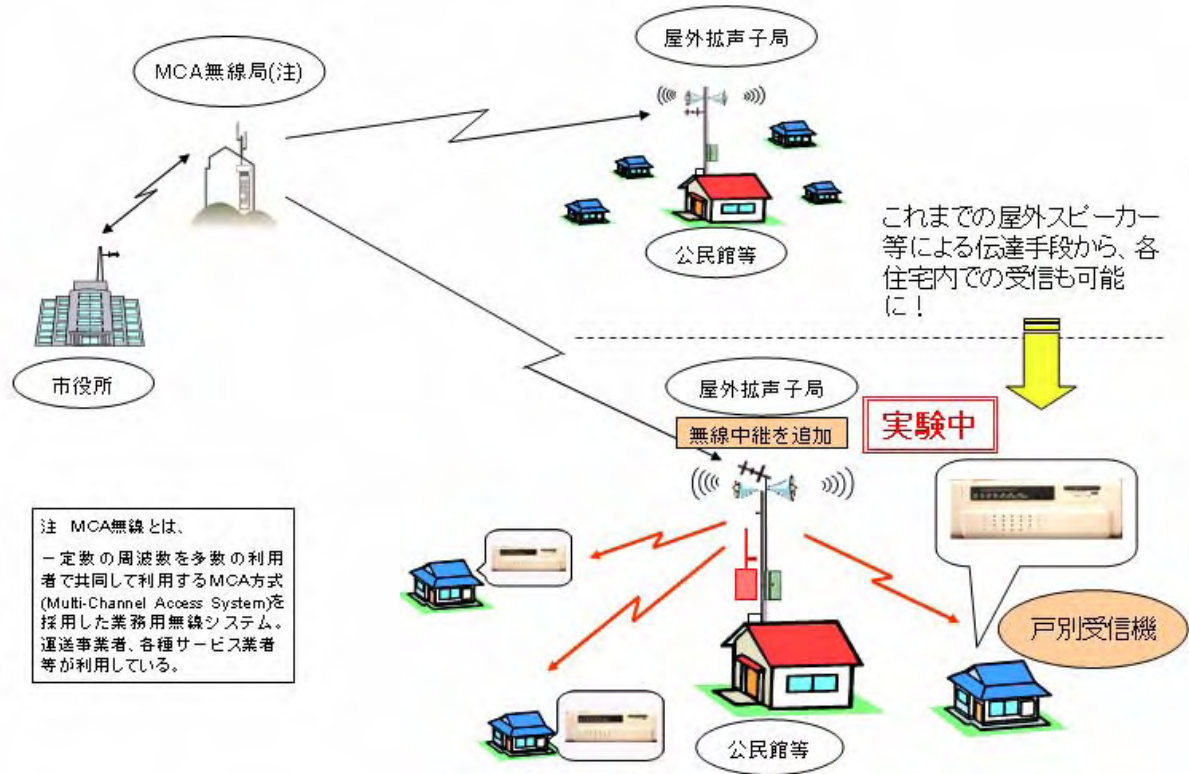 屋外拡声子局
MCA無線局(注)
公民館等
市役所
これまでの屋外スピーカー
等による伝達手段から、各
住宅内での受信も可能
に！
屋外拡声子局
無線中継を追加
実験中
戸別受信機
公民館等
注 MCA無線とは、
一定数の周波数を多数の利用
者で共同して利用するMCA方式
(Multi-Channel Access System)を
採用した業務用無線システム。
運送事業者、各種サービス業者
等が利用している。